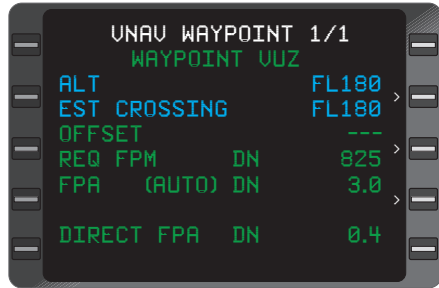 VNAV WAYPOINT 1/1
WAYPOINT VUZ
ALT FL180
EST CROSSING FL180 >
OFFSET ---
REQ FPM DN 825 >
FPA (AUTO) DN 3.0 >
DIRECT FPA DN 0.4